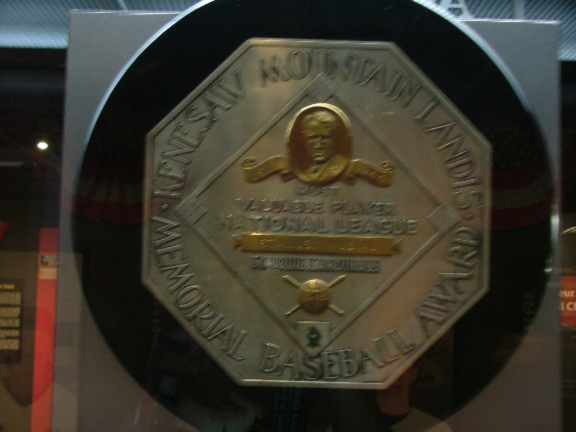 KENESAW MOUNTAIN LANDIS
MOST
VALUABLE PLAYER
NATIONAL LEAGUE
ST. LOUIS CARDINALS
MEMORIAL BASEBALL AWARD